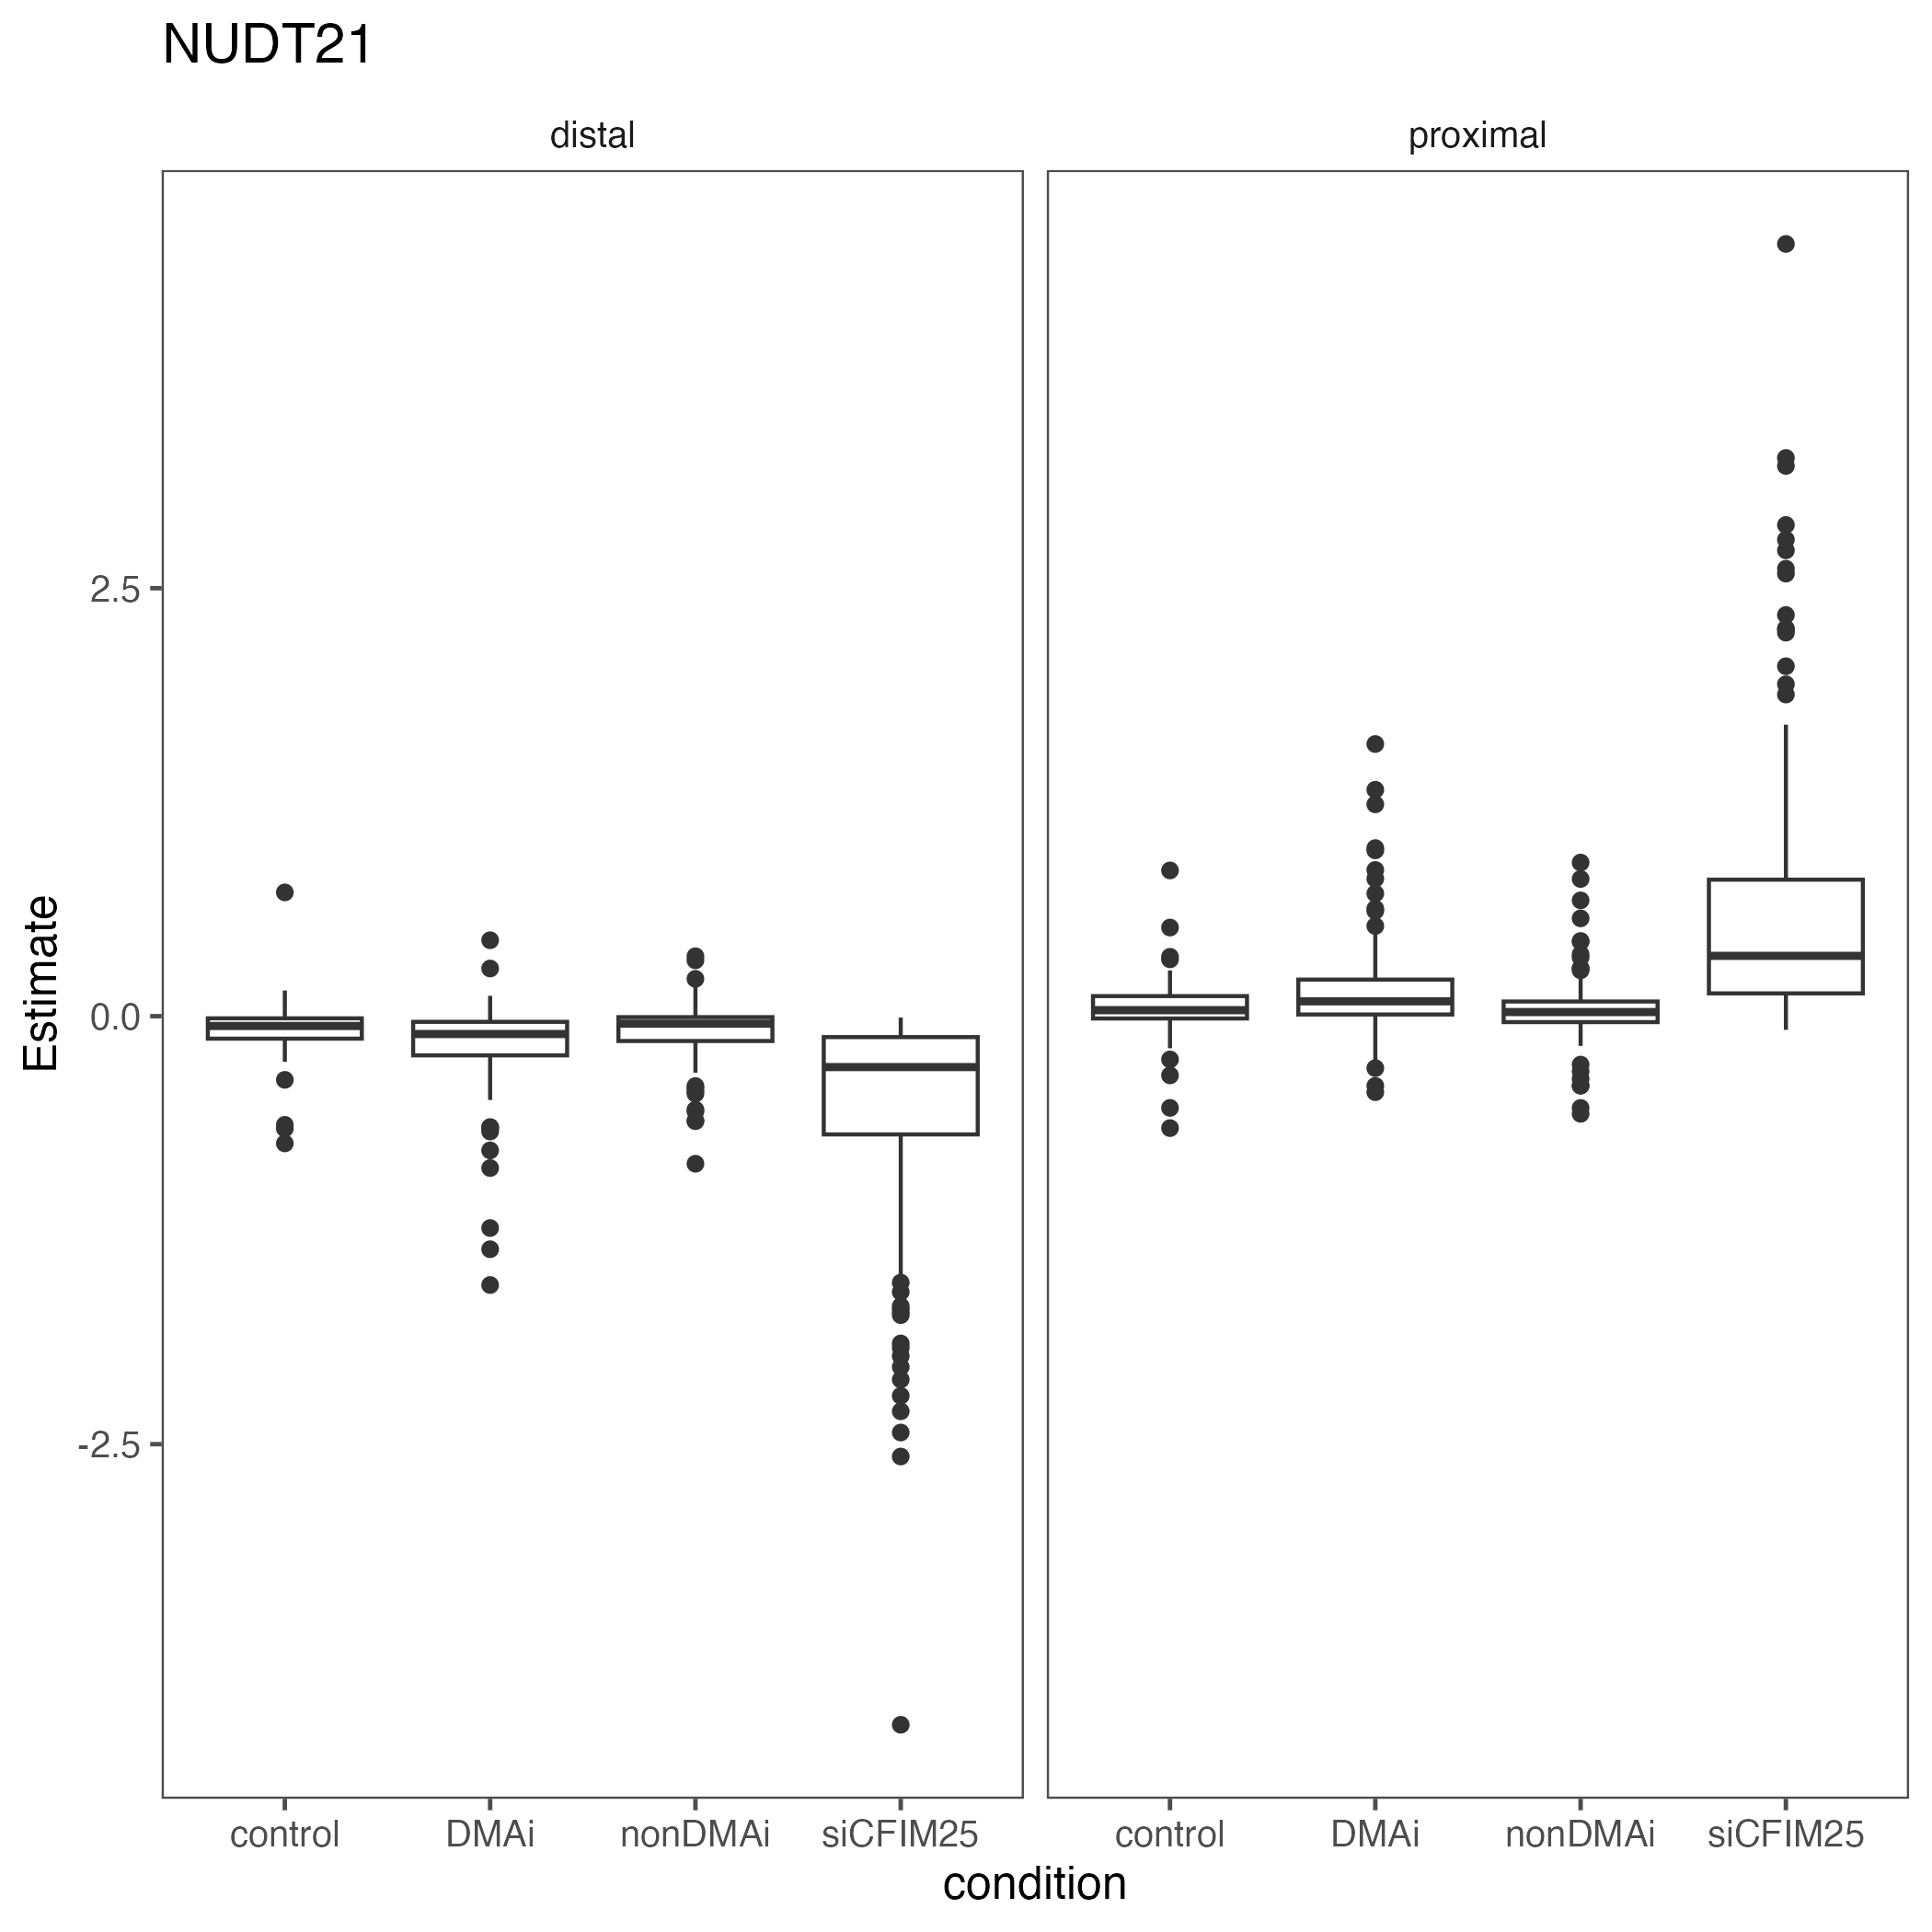 NUDT21
distal
proximal
2.5
0.0
-2.5
Estimate
control DMAi nonDMAi siCFIM25
control DMAi nonDMAi siCFIM25
condition